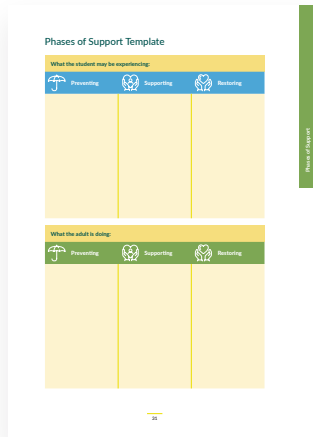 Phases of Support Template
What the student may be experiencing:
Preventing
Supporting
Restoring
What the adult is doing:
Preventing
Supporting
Restoring
Phases of Support
31